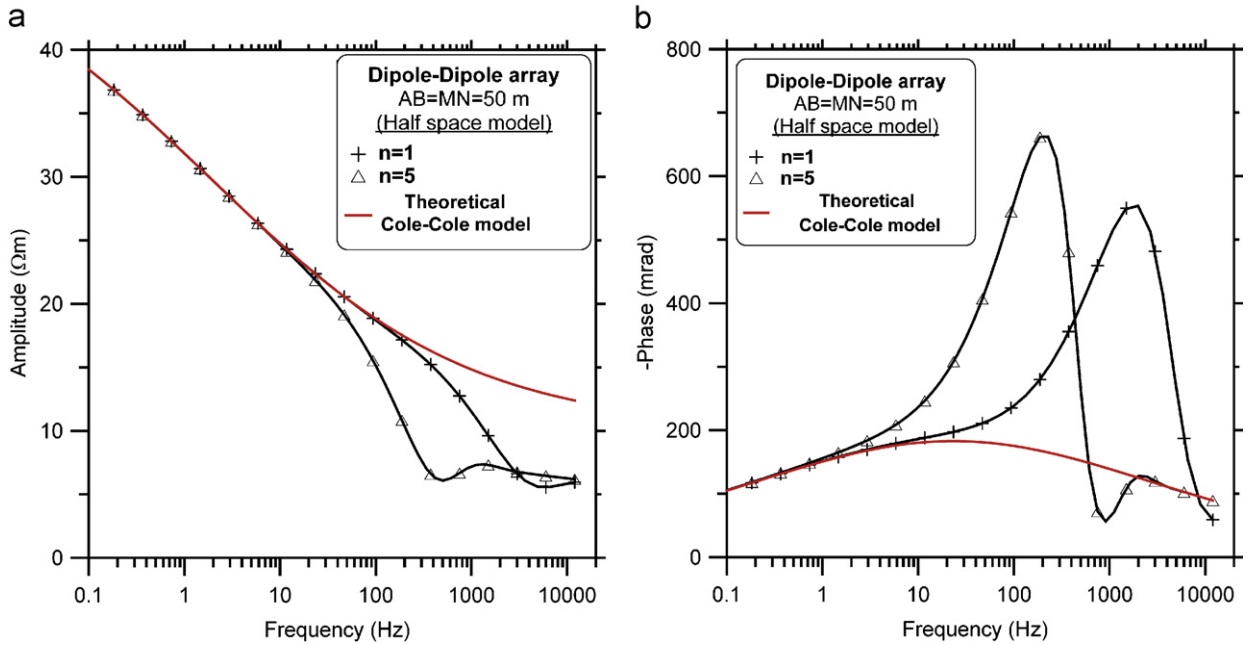 a
40
30
20
10
0
Amplitude (Ωm)
0.1 1 10 100 1000 10000
Frequency (Hz)
Dipole-Dipole array
AB=MN=50 m
(Half space model)
+ n=1
△ n=5
Theoretical
Cole-Cole model
b
800
600
400
200
0
-Phase (mrad)
0.1 1 10 100 1000 10000
Frequency (Hz)
Dipole-Dipole array
AB=MN=50 m
(Half space model)
+ n=1
△ n=5
Theoretical
Cole-Cole model